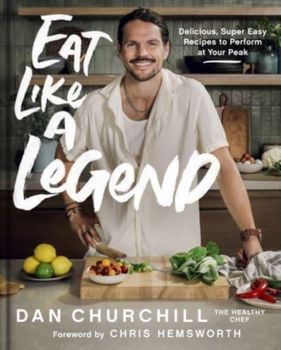 EAT
LIKE
A
LEGEND
Delicious, Super Easy
Recipes to Perform
at Your Peak
DAN CHURCHILL THE HEALTHY
CHEF
Foreword by CHRIS HEMSWORTH